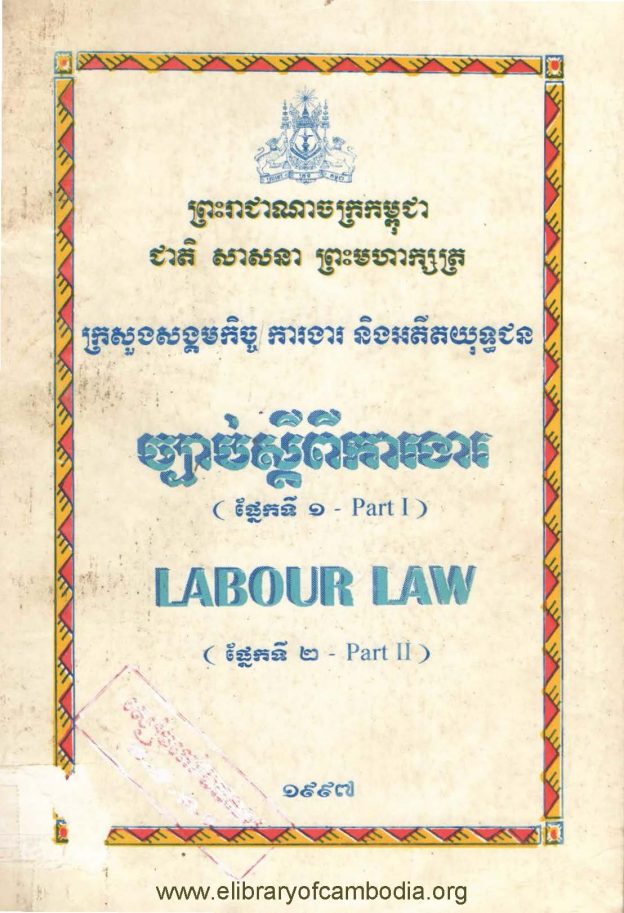 ព្រះរាជាណាចក្រកម្ពុជា
ជាតិ សាសនា ព្រះមហាក្សត្រ
ក្រសួងសង្គមកិច្ច ការងារ និងអតីតយុទ្ធជន
ច្បាប់ស្តីពីការងារ
( ផ្នែកទី ១ - Part I )
LABOUR LAW
( ផ្នែកទី ២ - Part II )
១៩៩៧
www.elibraryofcambodia.org